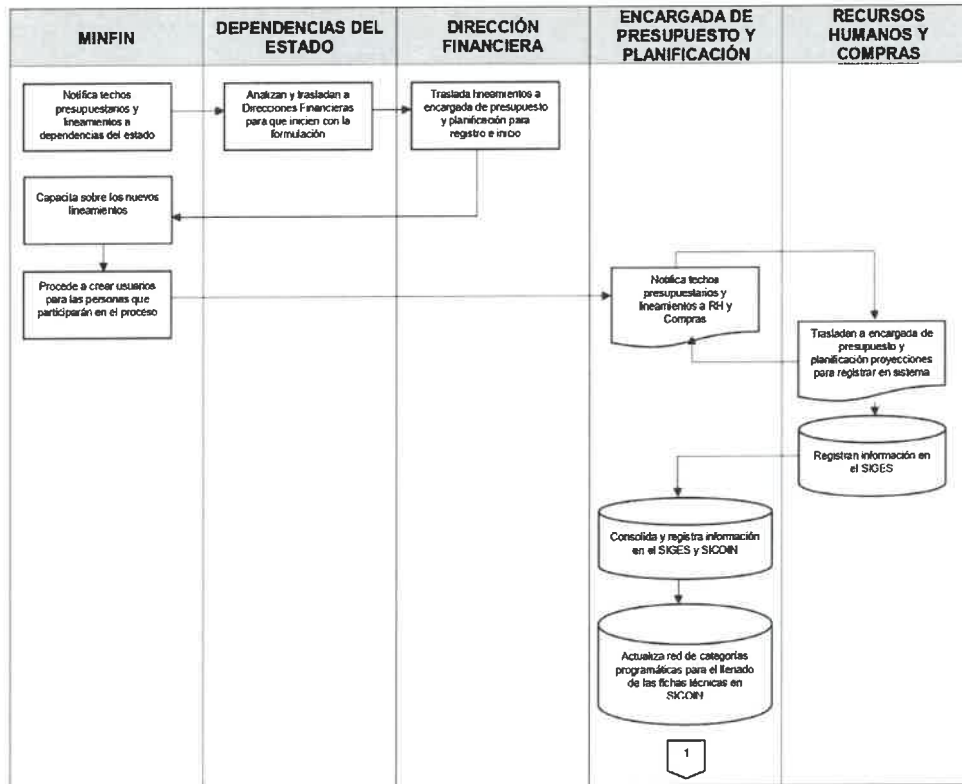 MINFIN
DEPENDENCIAS DEL
ESTADO
DIRECCIÓN
FINANCIERA
ENCARGADA DE
PRESUPUESTO Y
PLANIFICACIÓN
RECURSOS
HUMANOS Y
COMPRAS
Notifica techos
presupuestarios y
lineamientos a
dependencias del estado
Analizan y trasladan a
Direcciones Financieras
para que inicien con la
formulación
Traslada lineamientos a
encargada de presupuesto
y planificación para
registro e inicio
Capacita sobre los nuevos
lineamientos
Procede a crear usuarios
para las personas que
participarán en el proceso
Notifica techos
presupuestarios y
lineamientos a RH y
Compras
Trasladan a encargada de
presupuesto y
planificación proyecciones
para registrar en sistema
Registran información en
el SIGES
Consolida y registra información
en el SIGES y SICOIN
Actualiza red de categorías
programáticas para el llenado
de las fichas técnicas en
SICOIN
1